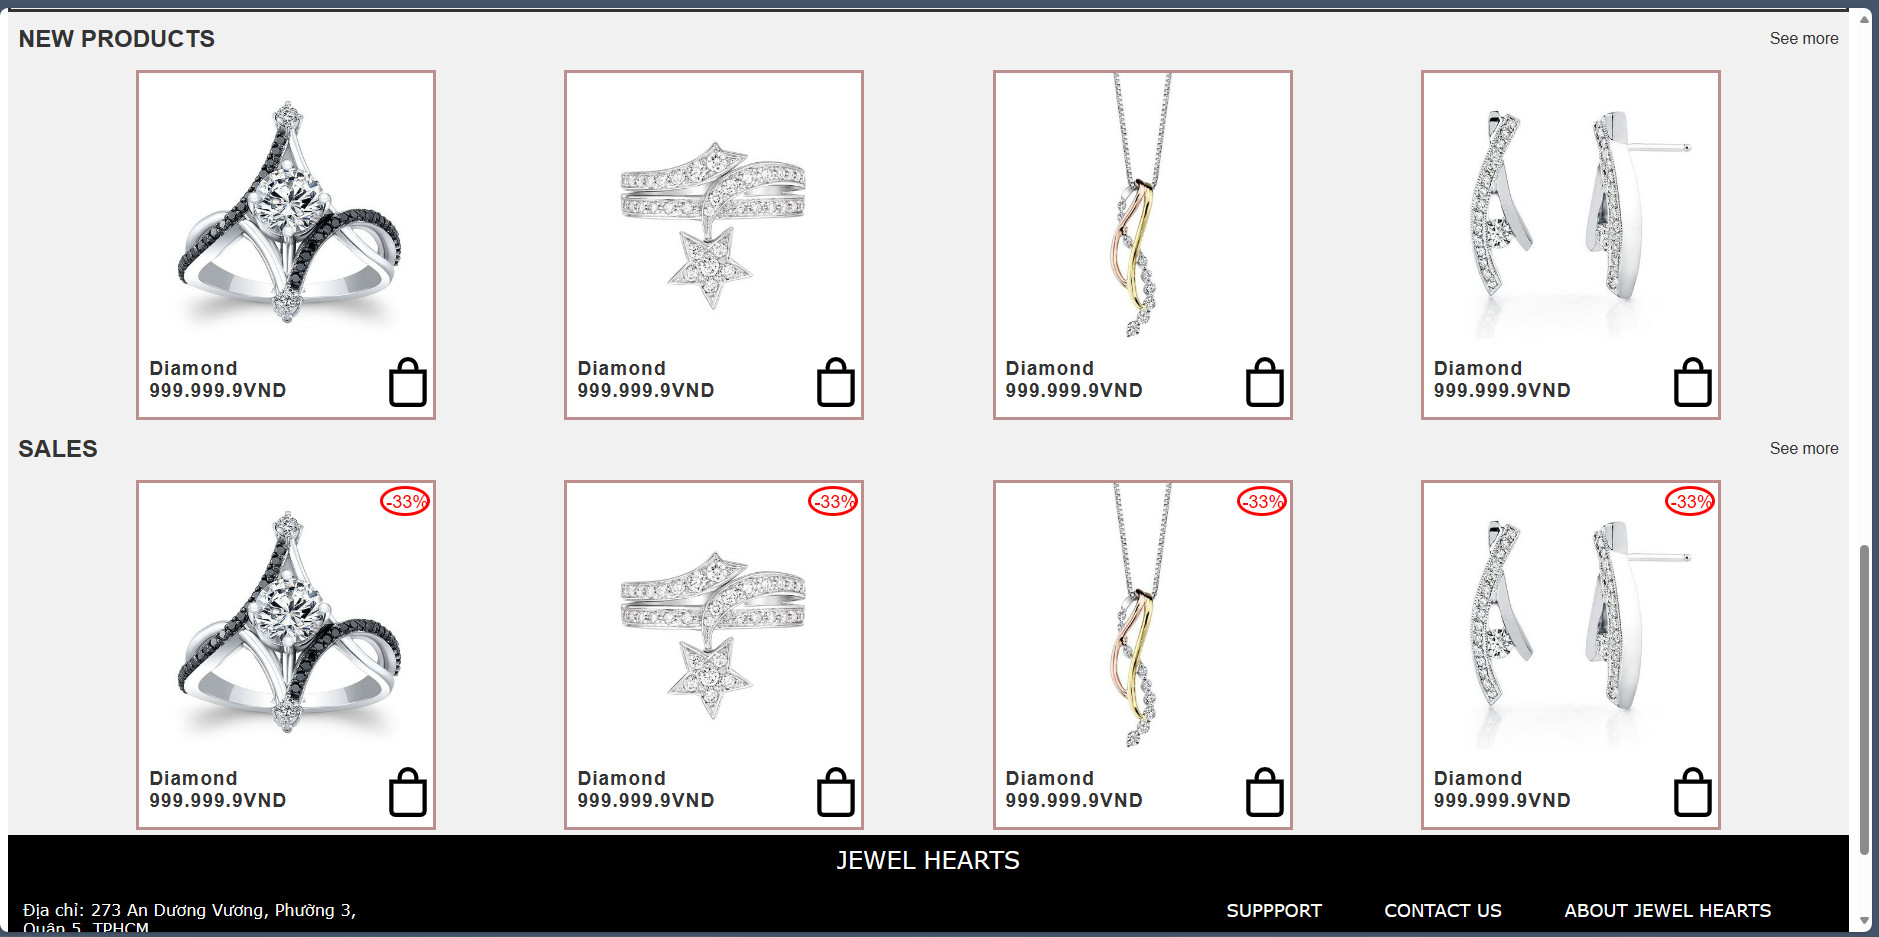 NEW PRODUCTS
See more
Diamond
999.999.9VND
Diamond
999.999.9VND
Diamond
999.999.9VND
Diamond
999.999.9VND
SALES
See more
-33%
-33%
-33%
-33%
Diamond
999.999.9VND
Diamond
999.999.9VND
Diamond
999.999.9VND
Diamond
999.999.9VND
JEWEL HEARTS
Địa chỉ: 273 An Dương Vương, Phường 3,
Quận 5, TPHCM
SUPPPORT
CONTACT US
ABOUT JEWEL HEARTS